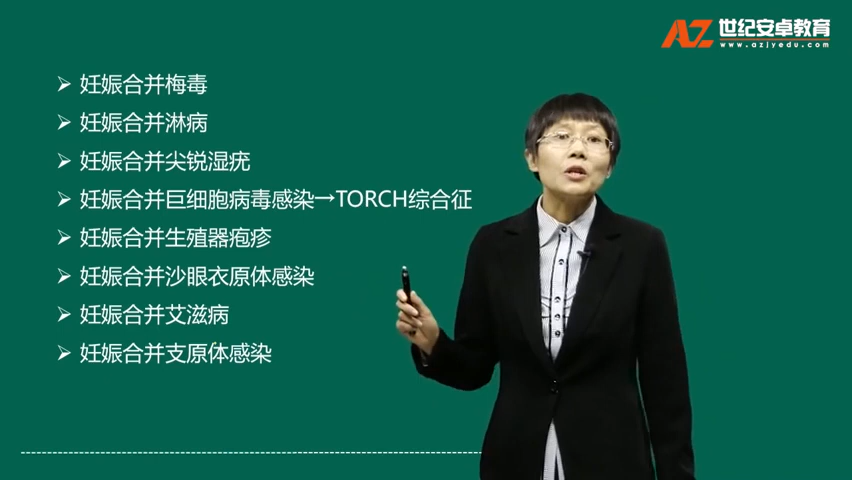 AZ 世纪安卓教育
www.azjyedu.com
妊娠合并梅毒
妊娠合并淋病
妊娠合并尖锐湿疣
妊娠合并巨细胞病毒感染→TORCH综合征
妊娠合并生殖器疱疹
妊娠合并沙眼衣原体感染
妊娠合并艾滋病
妊娠合并支原体感染